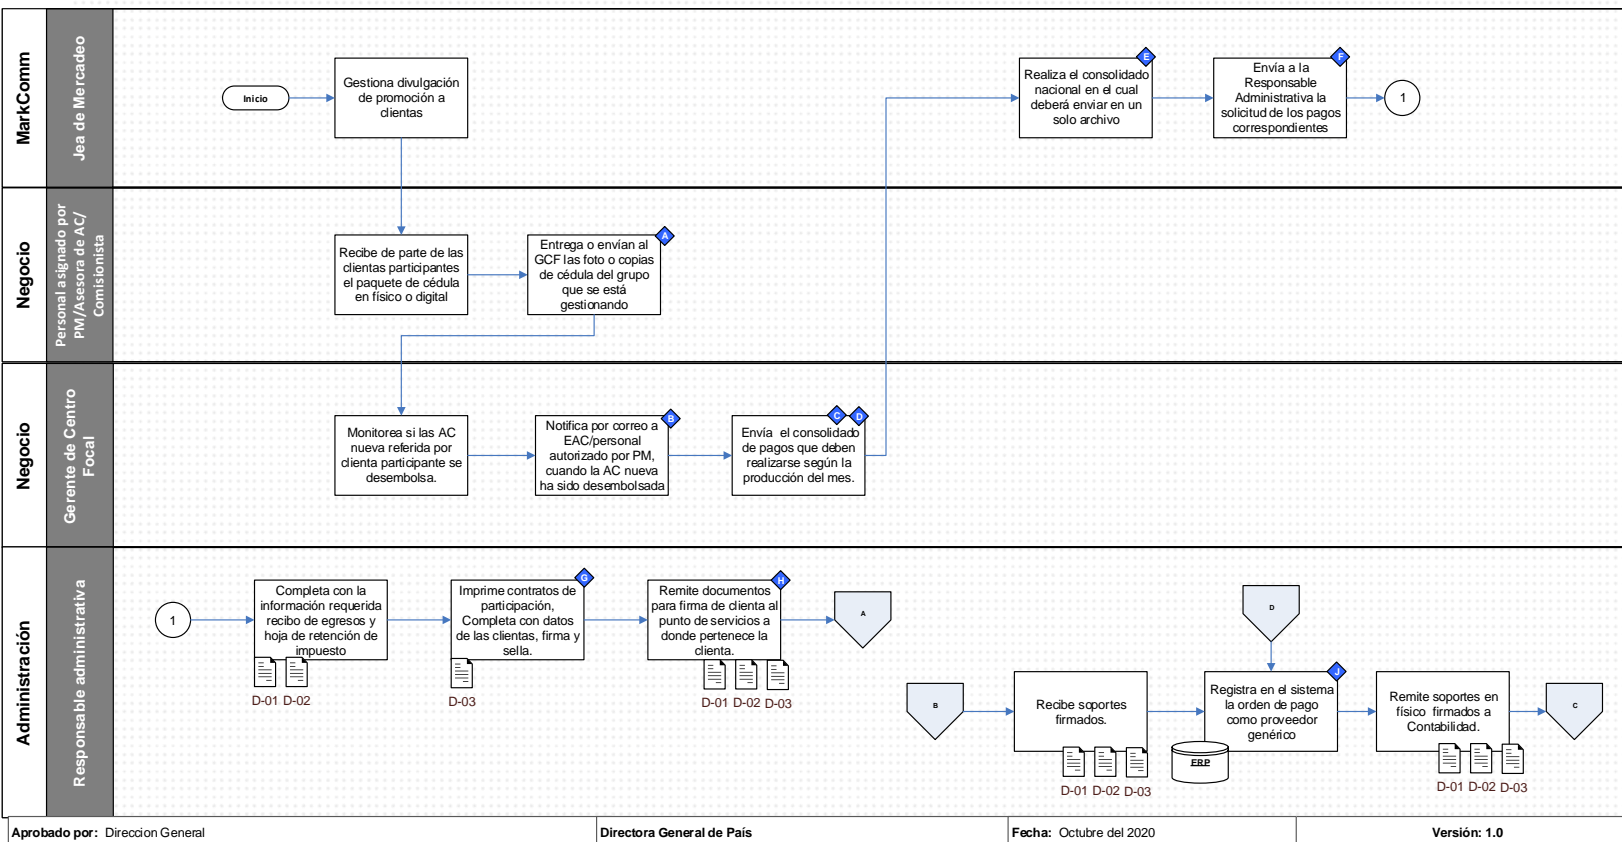 MarkComm
Jea de Mercadeo
Inicio
Gestiona divulgación
de promoción a
clientas
E
Realiza el consolidado
nacional en el cual
deberá enviar en un
solo archivo
F
Envía a la
Responsable
Administrativa la
solicitud de los pagos
correspondientes
1
Negocio
Personal asignado por
PM/Asesora de AC/
Comisionista
Recibe de parte de las
clientas participantes
el paquete de cédula
en físico o digital
A
Entrega o envían al
GCF las foto o copias
de cédula del grupo
que se está
gestionando
Negocio
Gerente de Centro
Focal
Monitorea si las AC
nueva referida por
clienta participante se
desembolsa.
B
Notifica por correo a
EAC/personal
autorizado por PM,
cuando la AC nueva
ha sido desembolsada
C D
Envía el consolidado
de pagos que deben
realizarse según la
producción del mes.
Administración
Responsable administrativa
1
Completa con la
información requerida
recibo de egresos y
hoja de retención de
impuesto
D-01 D-02
G
Imprime contratos de
participación,
Completa con datos
de las clientas, firma y
sella.
D-03
H
Remite documentos
para firma de clienta al
punto de servicios a
donde pertenece la
clienta.
D-01 D-02 D-03
A
B
Recibe soportes
firmados.
D-01 D-02 D-03
D
J
Registra en el sistema
la orden de pago
como proveedor
genérico
ERP
Remite soportes en
físico firmados a
Contabilidad.
D-01 D-02 D-03
C
Aprobado por: Direccion General
Directora General de País
Fecha: Octubre del 2020
Versión: 1.0